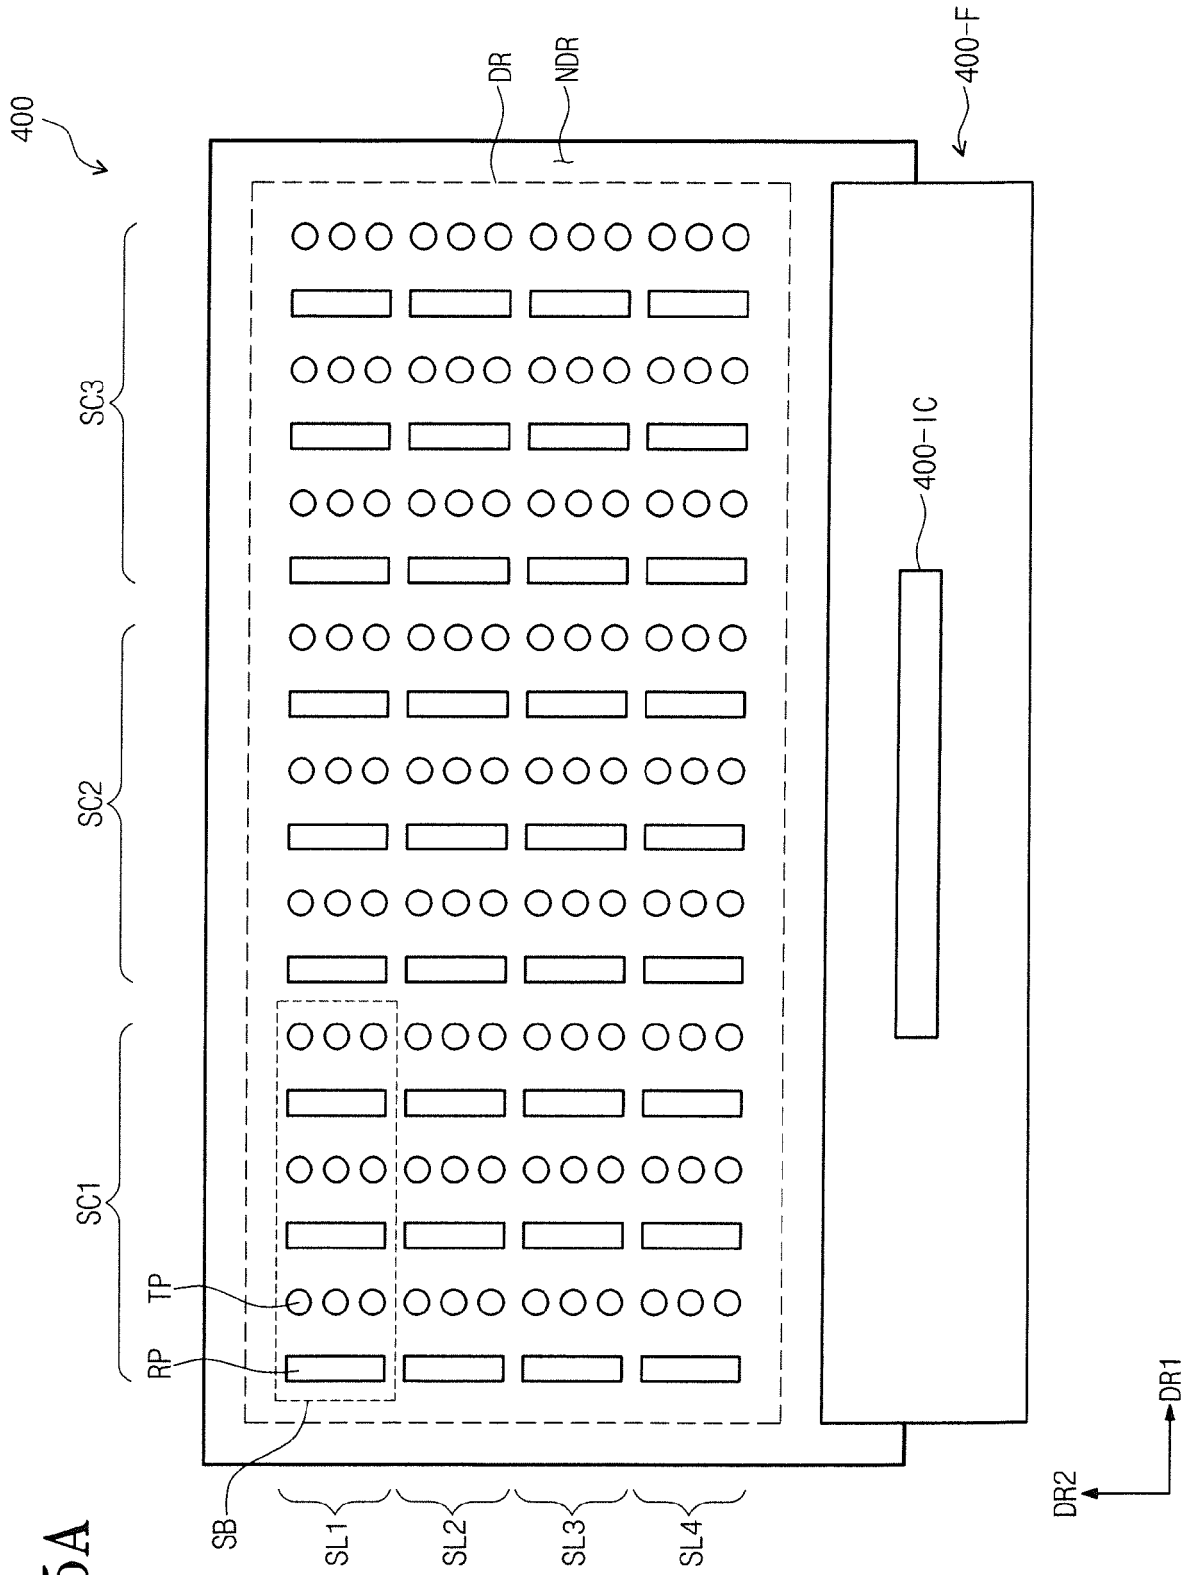 5A
400
SC1
SC2
SC3
TP
RP
DR
NDR
SB
SL1
SL2
SL3
SL4
400-IC
400-F
DR2
DR1